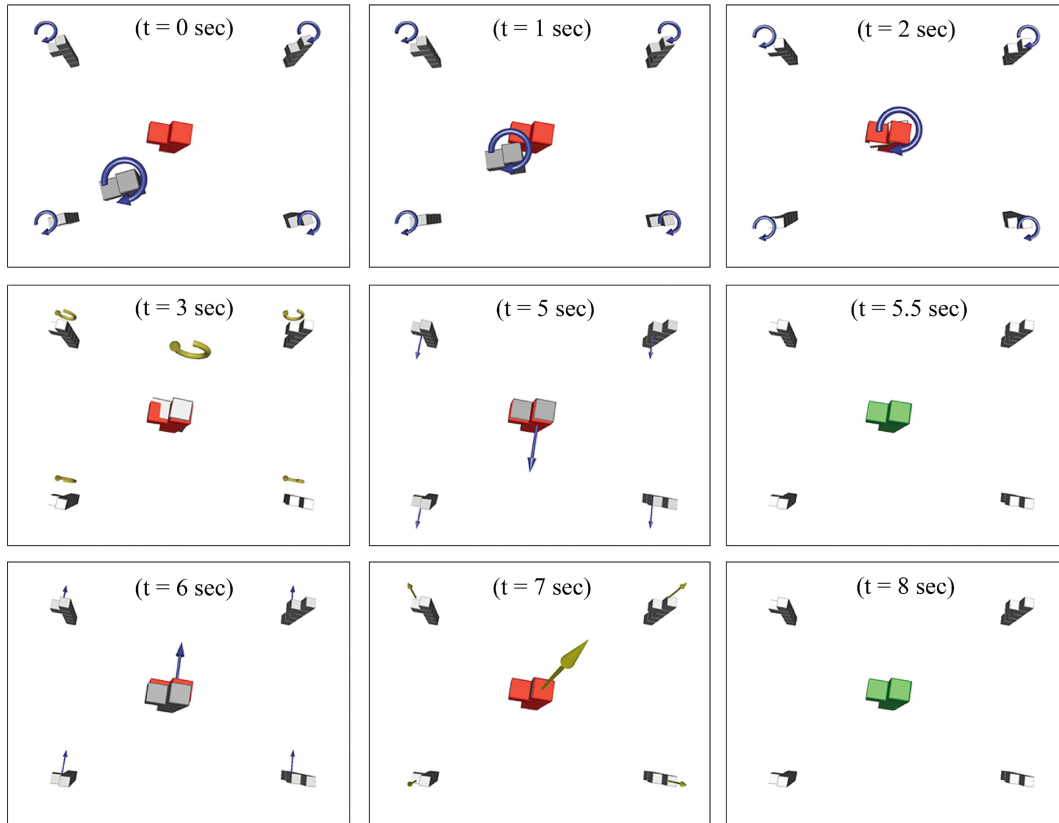 (t = 0 sec)
(t = 1 sec)
(t = 2 sec)
(t = 3 sec)
(t = 5 sec)
(t = 5.5 sec)
(t = 6 sec)
(t = 7 sec)
(t = 8 sec)